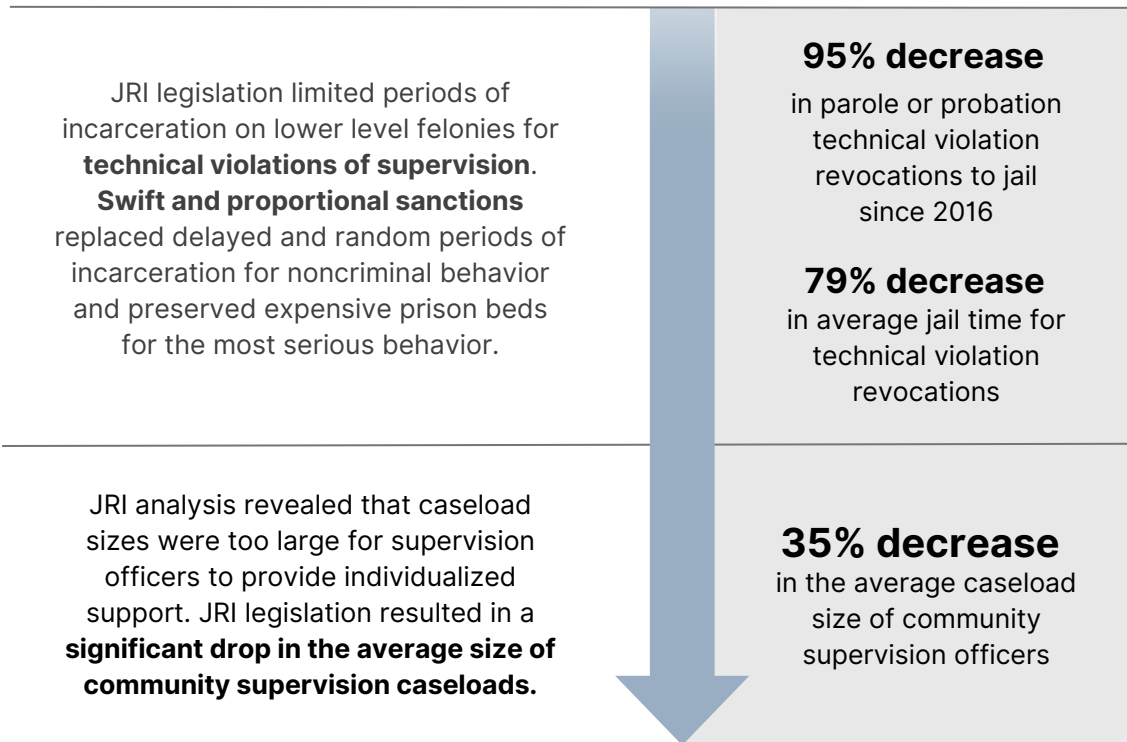 JRI legislation limited periods of
incarceration on lower level felonies for
technical violations of supervision.
Swift and proportional sanctions
replaced delayed and random periods of
incarceration for noncriminal behavior
and preserved expensive prison beds
for the most serious behavior.
95% decrease
in parole or probation
technical violation
revocations to jail
since 2016
79% decrease
in average jail time for
technical violation
revocations
JRI analysis revealed that caseload
sizes were too large for supervision
officers to provide individualized
support. JRI legislation resulted in a
significant drop in the average size of
community supervision caseloads.
35% decrease
in the average caseload
size of community
supervision officers